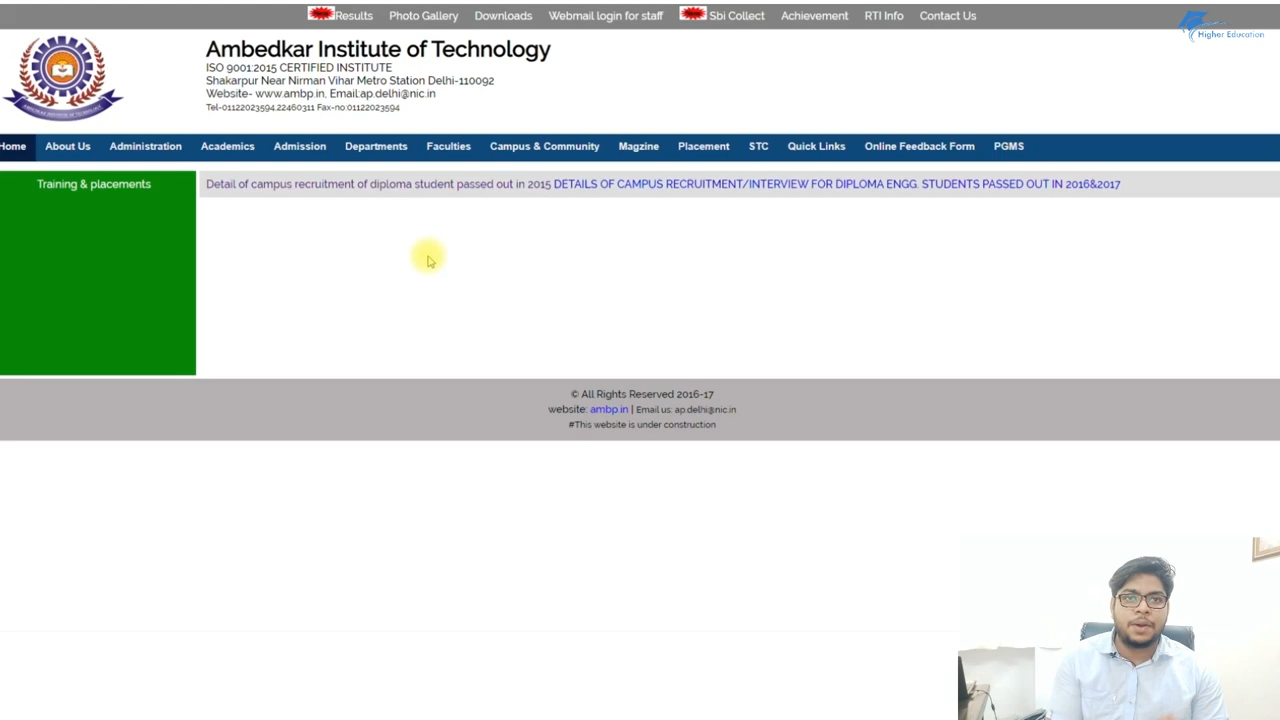 New Results Photo Gallery Downloads Webmail login for staff New Sbi Collect Achievement RTI Info Contact Us
Higher Education
Ambedkar Institute of Technology
ISO 9001:2015 CERTIFIED INSTITUTE
Shakarpur Near Nirman Vihar Metro Station Delhi-110092
Website- www.ambp.in, Email:ap.delhi@nic.in
Tel-01122023594,22460311 Fax-no:01122023594
AMBEDKAR INSTITUTE OF TECHNOLOGY
Home About Us Administration Academics Admission Departments Faculties Campus & Community Magzine Placement STC Quick Links Online Feedback Form PGMS
Training & placements
Detail of campus recruitment of diploma student passed out in 2015 DETAILS OF CAMPUS RECRUITMENT/INTERVIEW FOR DIPLOMA ENGG. STUDENTS PASSED OUT IN 2016&2017
© All Rights Reserved 2016-17
website: ambp.in | Email us: ap.delhi@nic.in
#This website is under construction